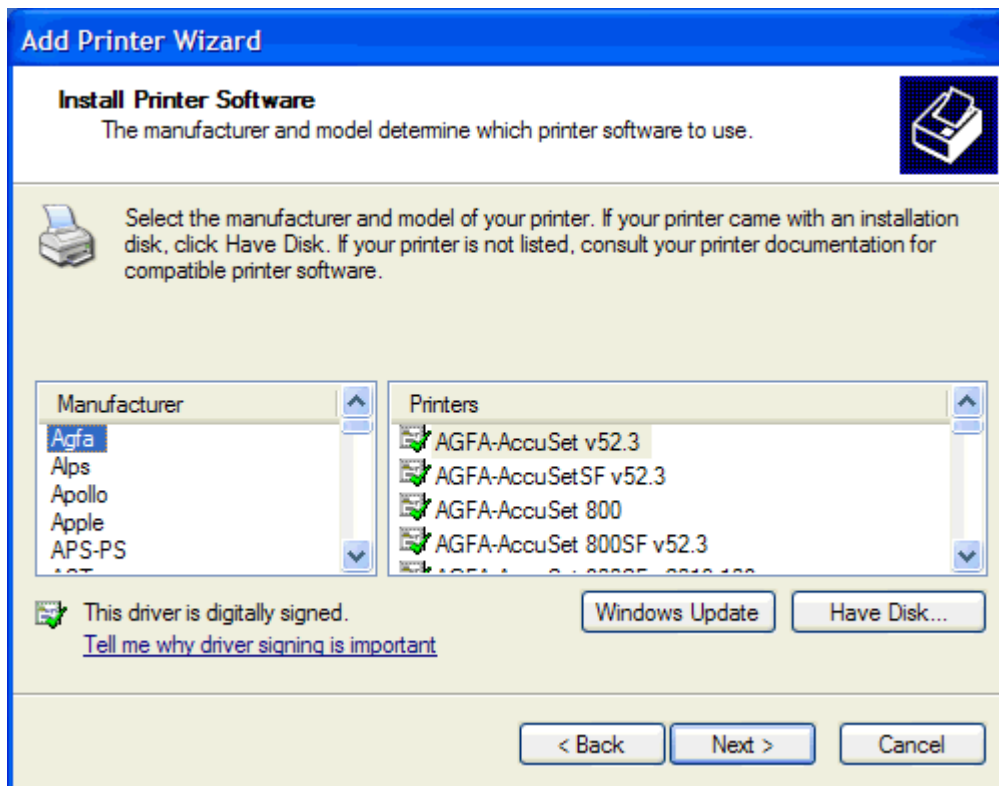 Add Printer Wizard
Install Printer Software
The manufacturer and model determine which printer software to use.
Select the manufacturer and model of your printer. If your printer came with an installation
disk, click Have Disk. If your printer is not listed, consult your printer documentation for
compatible printer software.
Manufacturer
Agfa
Alps
Apollo
Apple
APS-PS
Printers
AGFA-AccuSet v52.3
AGFA-AccuSetSF v52.3
AGFA-AccuSet 800
AGFA-AccuSet 800SF v52.3
This driver is digitally signed.
Tell me why driver signing is important
Windows Update
Have Disk...
< Back
Next >
Cancel